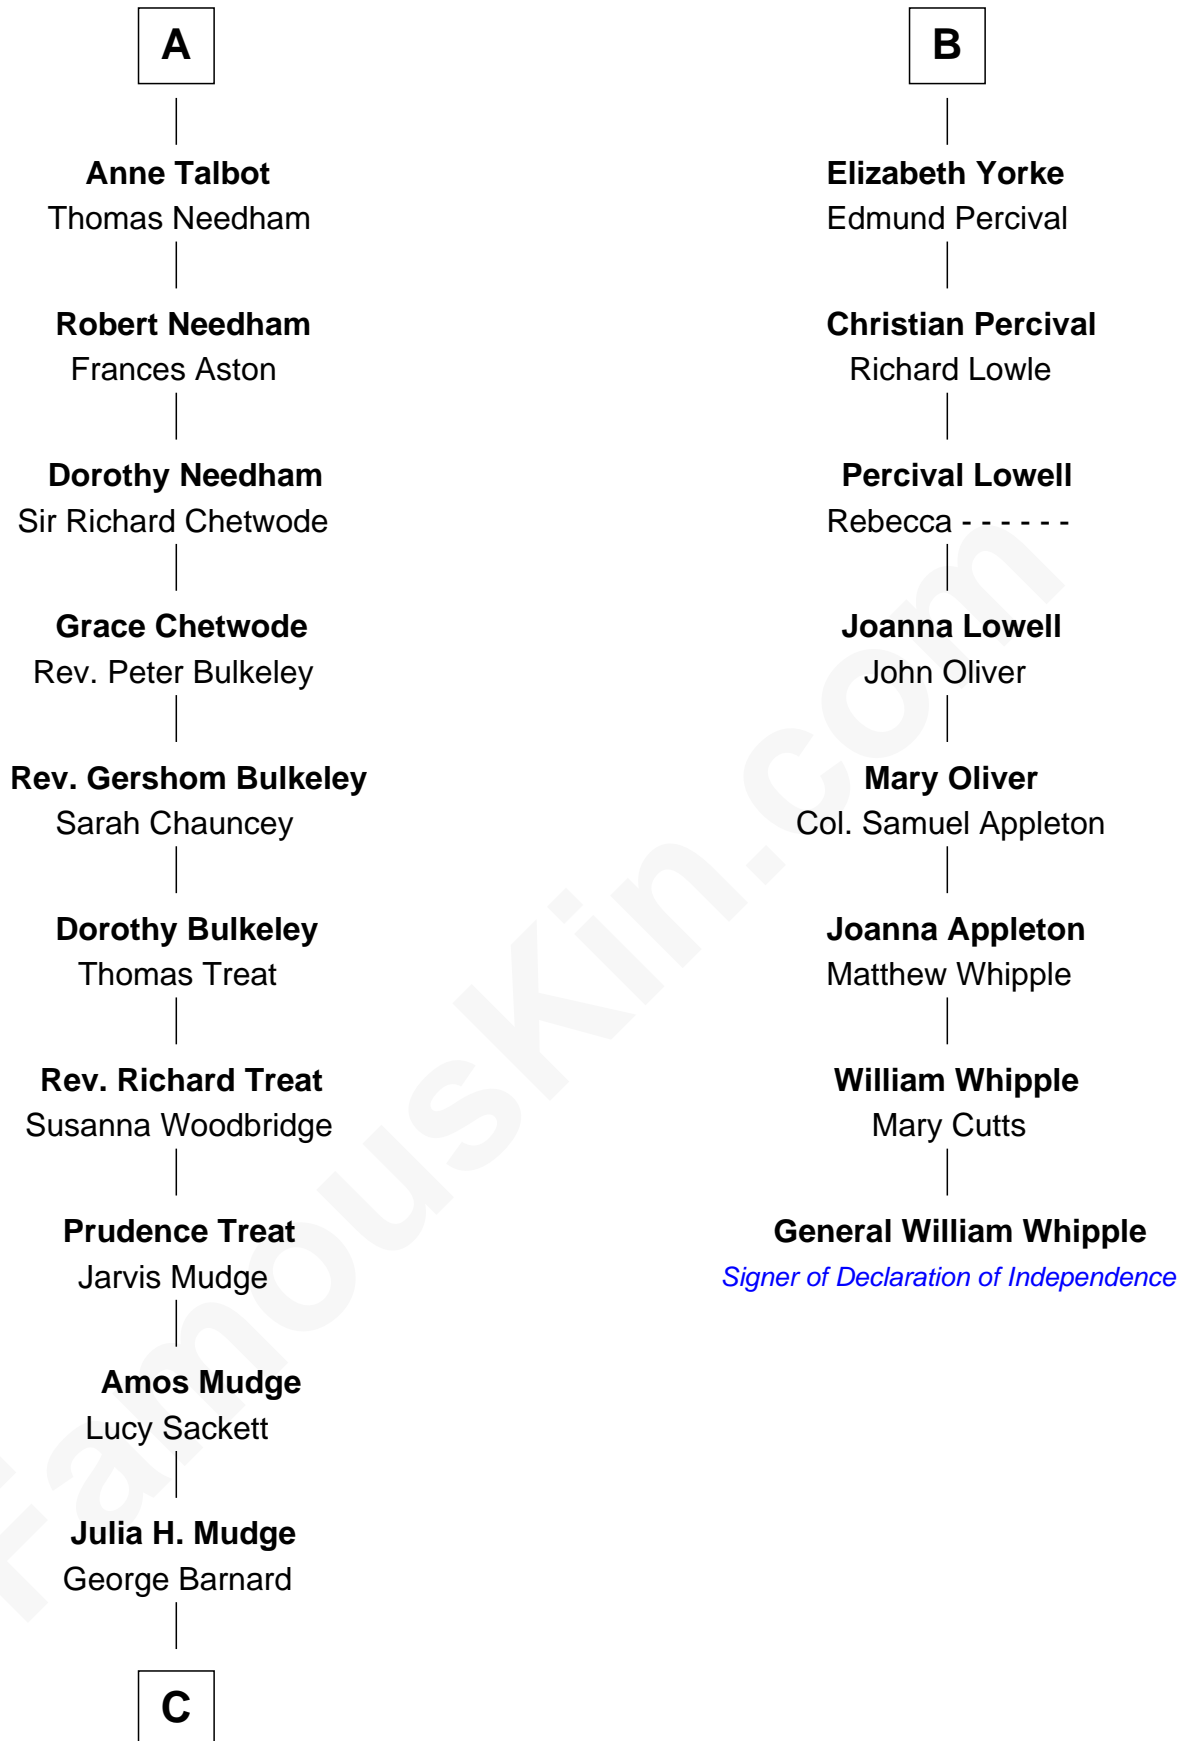 A
Anne Talbot
Thomas Needham
Robert Needham
Frances Aston
Dorothy Needham
Sir Richard Chetwode
Grace Chetwode
Rev. Peter Bulkeley
Rev. Gershom Bulkeley
Sarah Chauncey
Dorothy Bulkeley
Thomas Treat
Rev. Richard Treat
Susanna Woodbridge
Prudence Treat
Jarvis Mudge
Amos Mudge
Lucy Sackett
Julia H. Mudge
George Barnard
C
B
Elizabeth Yorke
Edmund Percival
Christian Percival
Richard Lowle
Percival Lowell
Rebecca - - - - - -
Joanna Lowell
John Oliver
Mary Oliver
Col. Samuel Appleton
Joanna Appleton
Matthew Whipple
William Whipple
Mary Cutts
General William Whipple
Signer of Declaration of Independence
FamousKin.com